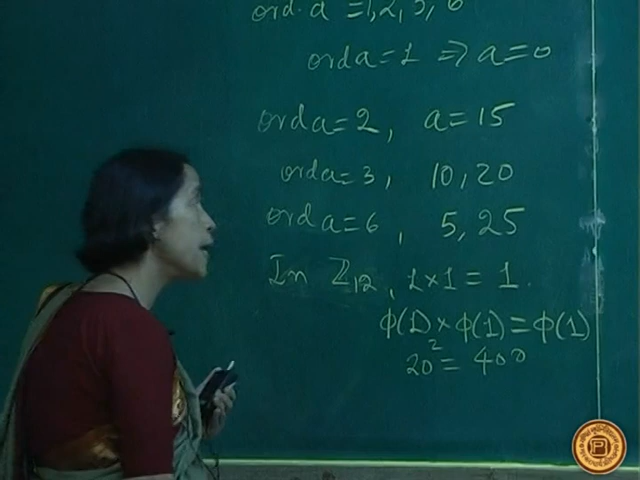 ord. a = 1, 2, 3, 6
ord a = 1 ⇒ a = 0
ord a = 2, a = 15
ord a = 3, 10, 20
ord a = 6, 5, 25
In ℤ₁₂, 1×1 = 1.
φ(1) × φ(1) = φ(1)
20² = 400